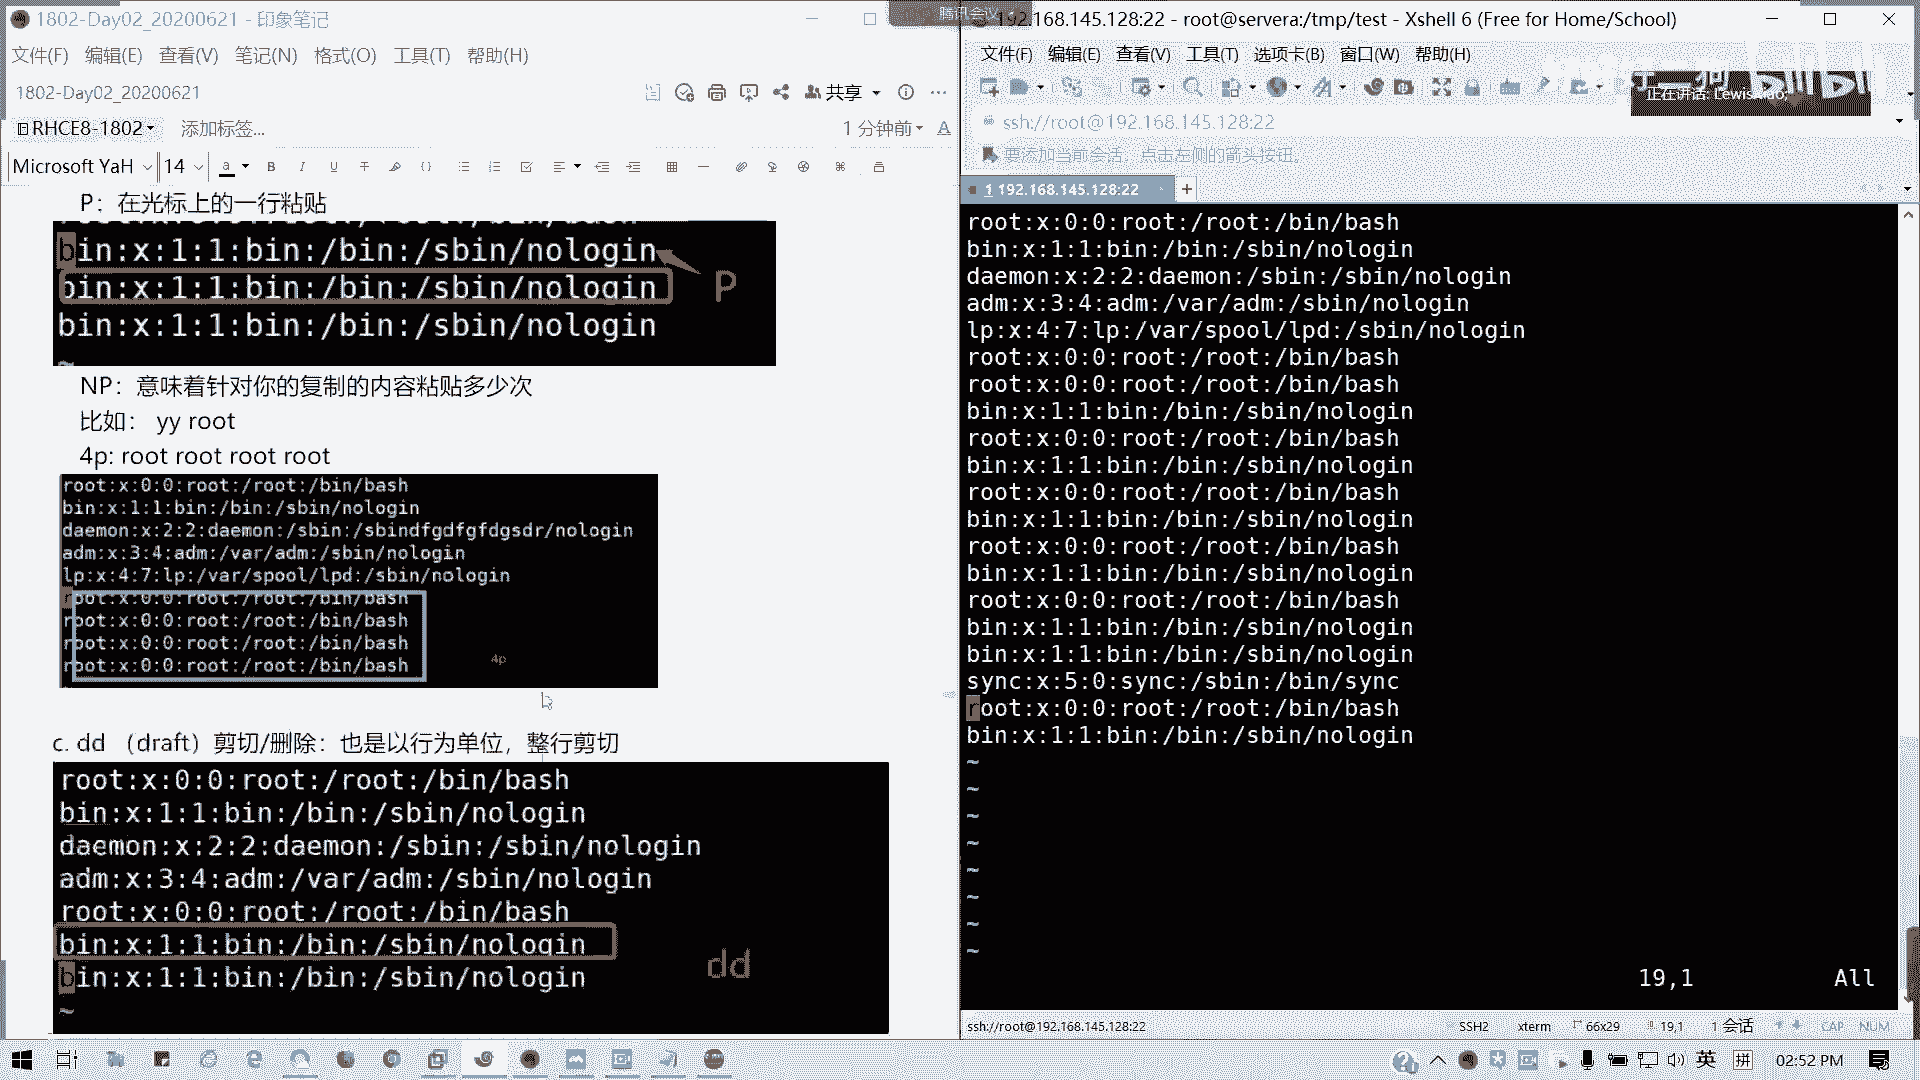 1802-Day02_20200621 - 印象笔记
文件(F) 编辑(E) 查看(V) 笔记(N) 格式(O) 工具(T) 帮助(H)
1802-Day02_20200621
共享
RHCE8-1802
添加标签...
1 分钟前
Microsoft YaH 14
P：在光标上的一行粘贴
bin:x:1:1:bin:/bin:/sbin/nologin
bin:x:1:1:bin:/bin:/sbin/nologin
P
bin:x:1:1:bin:/bin:/sbin/nologin
NP：意味着针对你的复制的内容粘贴多少次
比如： yy root
4p: root root root root
root:x:0:0:root:/root:/bin/bash
bin:x:1:1:bin:/bin:/sbin/nologin
daemon:x:2:2:daemon:/sbin:/sbindfgdfgfdgsdr/nologin
adm:x:3:4:adm:/var/adm:/sbin/nologin
lp:x:4:7:lp:/var/spool/lpd:/sbin/nologin
root:x:0:0:root:/root:/bin/bash
root:x:0:0:root:/root:/bin/bash
root:x:0:0:root:/root:/bin/bash
root:x:0:0:root:/root:/bin/bash
4p
c. dd （draft）剪切/删除：也是以行为单位，整行剪切
root:x:0:0:root:/root:/bin/bash
bin:x:1:1:bin:/bin:/sbin/nologin
daemon:x:2:2:daemon:/sbin:/sbin/nologin
adm:x:3:4:adm:/var/adm:/sbin/nologin
root:x:0:0:root:/root:/bin/bash
bin:x:1:1:bin:/bin:/sbin/nologin
dd
bin:x:1:1:bin:/bin:/sbin/nologin
~
腾讯会议
192.168.145.128:22 - root@servera:/tmp/test - Xshell 6 (Free for Home/School)
文件(F) 编辑(E) 查看(V) 工具(T) 选项卡(B) 窗口(W) 帮助(H)
正在讲话: Lewis
ssh://root@192.168.145.128:22
要添加当前会话，点击左侧的箭头按钮。
1 192.168.145.128:22
root:x:0:0:root:/root:/bin/bash
bin:x:1:1:bin:/bin:/sbin/nologin
daemon:x:2:2:daemon:/sbin:/sbin/nologin
adm:x:3:4:adm:/var/adm:/sbin/nologin
lp:x:4:7:lp:/var/spool/lpd:/sbin/nologin
root:x:0:0:root:/root:/bin/bash
root:x:0:0:root:/root:/bin/bash
bin:x:1:1:bin:/bin:/sbin/nologin
root:x:0:0:root:/root:/bin/bash
bin:x:1:1:bin:/bin:/sbin/nologin
root:x:0:0:root:/root:/bin/bash
bin:x:1:1:bin:/bin:/sbin/nologin
root:x:0:0:root:/root:/bin/bash
bin:x:1:1:bin:/bin:/sbin/nologin
root:x:0:0:root:/root:/bin/bash
bin:x:1:1:bin:/bin:/sbin/nologin
bin:x:1:1:bin:/bin:/sbin/nologin
sync:x:5:0:sync:/sbin:/bin/sync
root:x:0:0:root:/root:/bin/bash
bin:x:1:1:bin:/bin:/sbin/nologin
~
~
~
~
~
~
~
~
19,1 All
ssh://root@192.168.145.128:22 SSH2 xterm 66x29 19,1 1 会话 CAP NUM
英 拼 02:52 PM